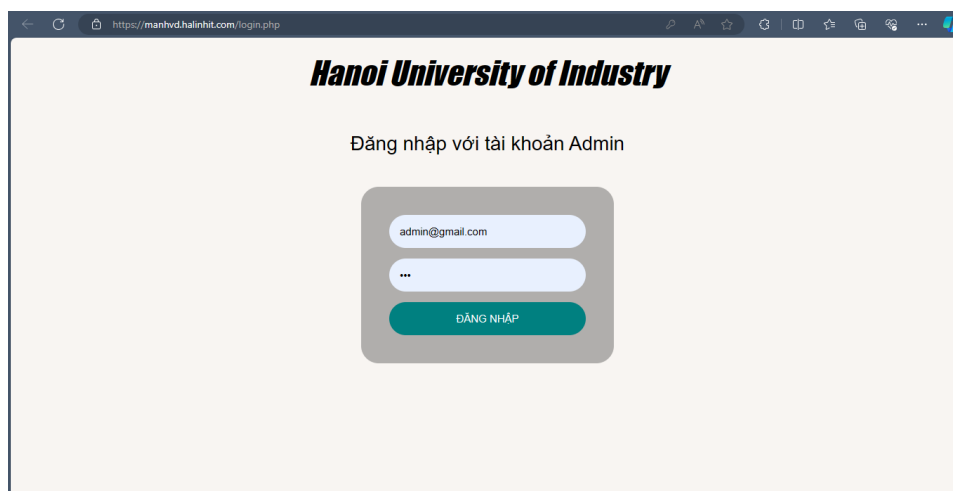 https://manhvd.halinhit.com/login.php
Hanoi University of Industry
Đăng nhập với tài khoản Admin
admin@gmail.com
•••
ĐĂNG NHẬP